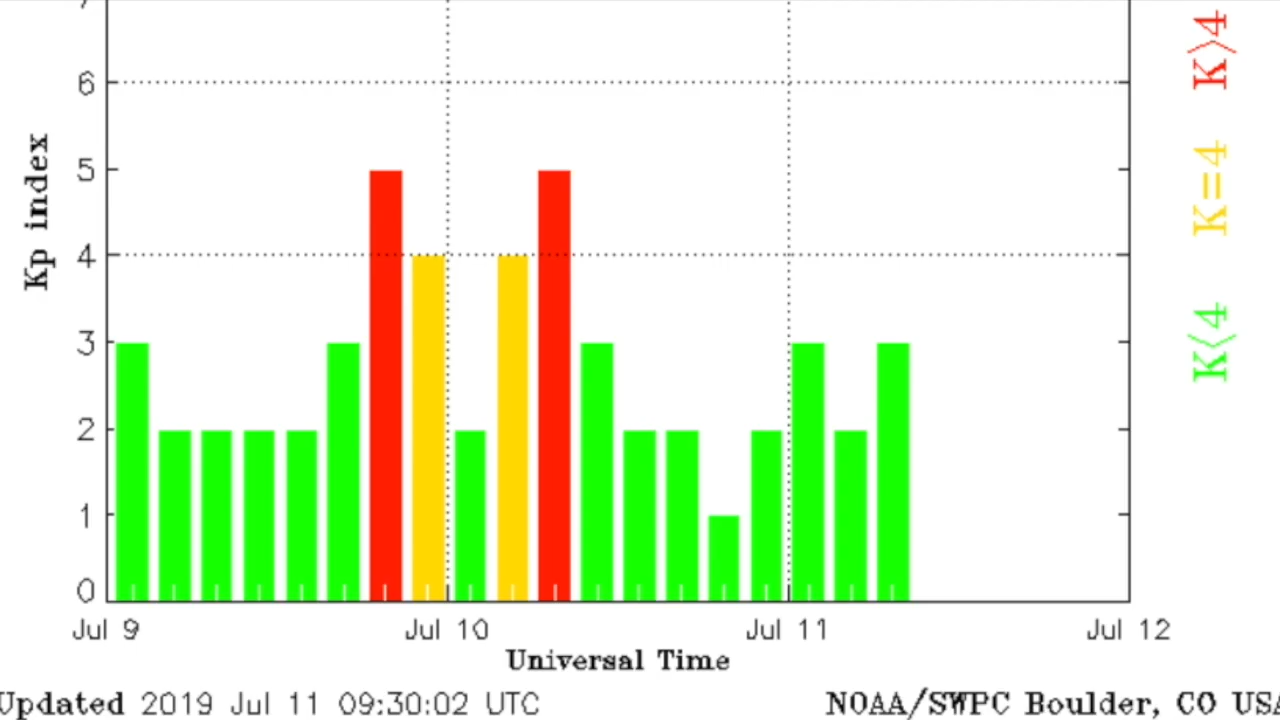 7
6
5
4
3
2
1
0
Kp index
Jul 9 Jul 10 Jul 11 Jul 12
Universal Time
K>4
K=4
K<4
Updated 2019 Jul 11 09:30:02 UTC
NOAA/SWPC Boulder, CO USA